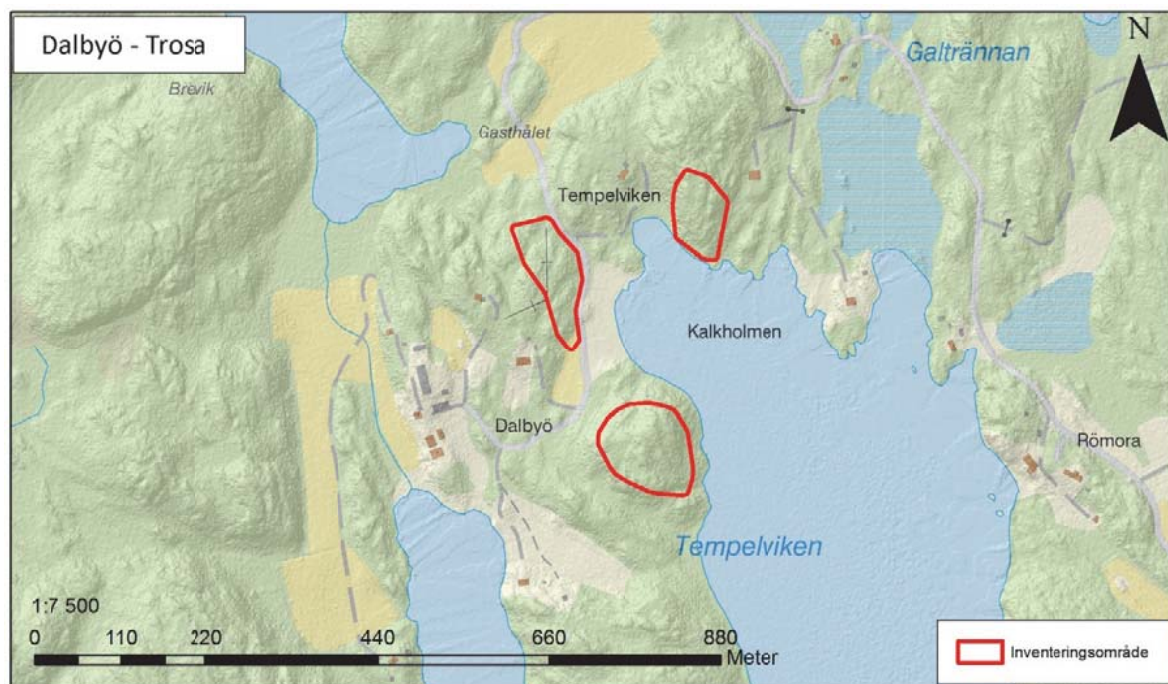 Dalbyö - Trosa
N
Galtrännan
Brevik
Gasthålet
Tempelviken
Kalkholmen
Dalbyö
Römora
Tempelviken
1:7 500
0 110 220 440 660 880
Meter
Inventeringsområde